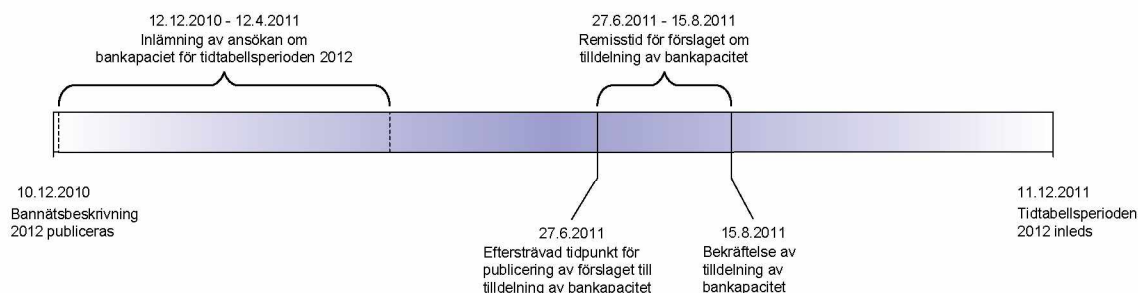 12.12.2010 - 12.4.2011
Inlämning av ansökan om
bankapaciet för tidtabellsperioden 2012
27.6.2011 - 15.8.2011
Remisstid för förslaget om
tilldelning av bankapacitet
10.12.2010
Bannätsbeskrivning
2012 publiceras
27.6.2011
Eftersträvad tidpunkt för
publicering av förslaget till
tilldelning av bankapacitet
15.8.2011
Bekräftelse av
tilldelning av
bankapacitet
11.12.2011
Tidtabellsperioden
2012 inleds